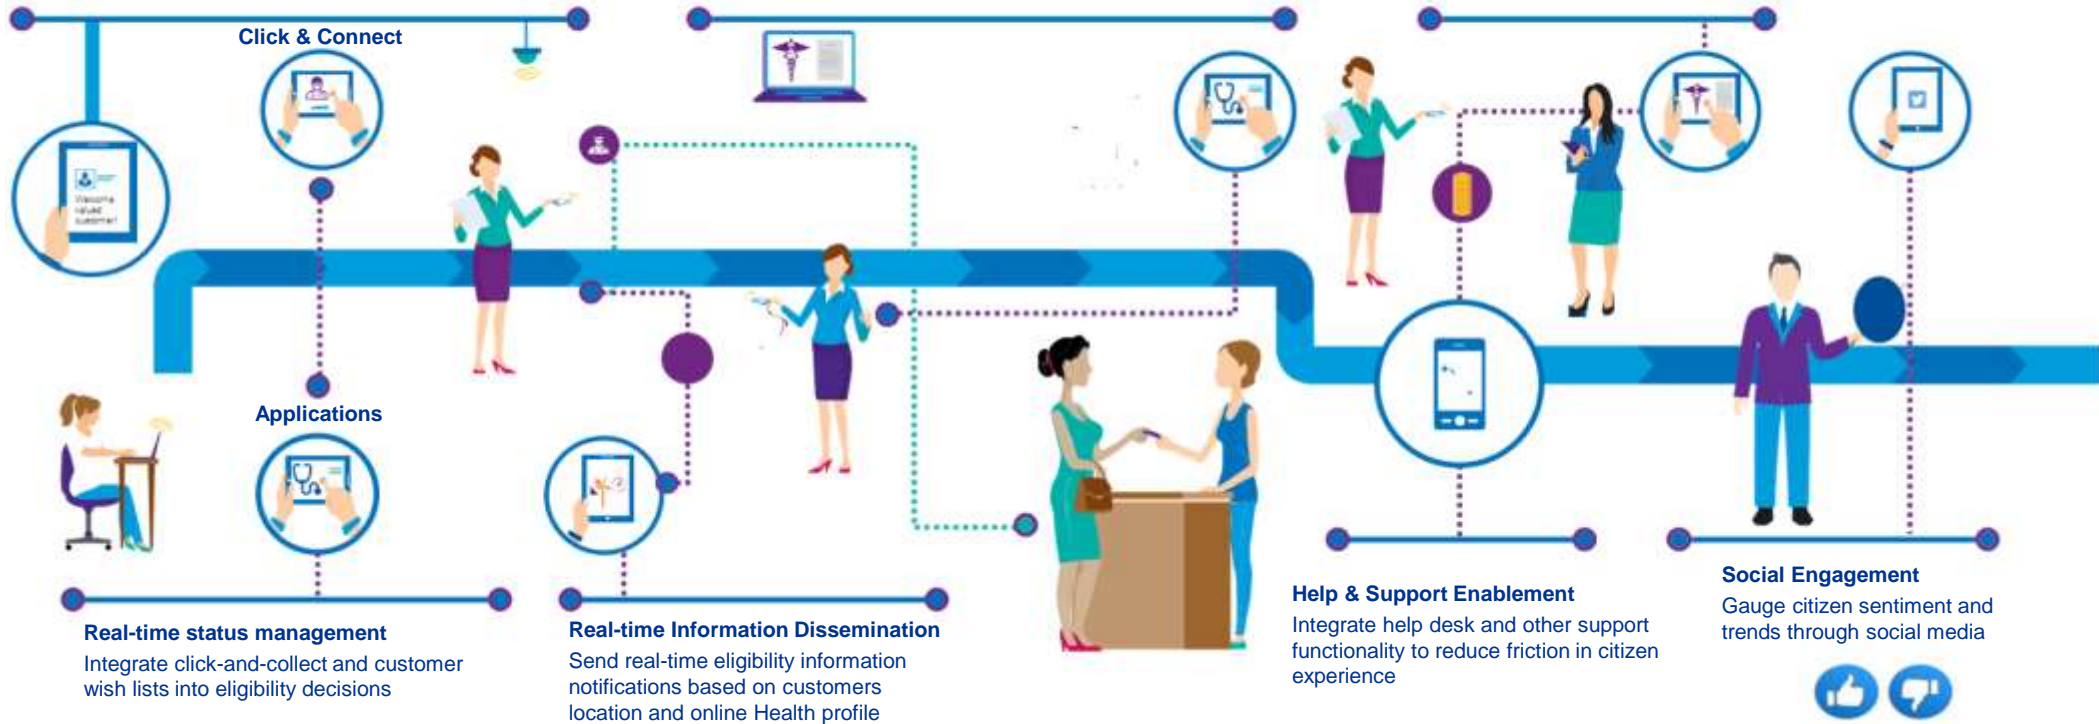 Click & Connect
Welcome
valued
customer!
Applications
Real-time status management
Integrate click-and-collect and customer
wish lists into eligibility decisions
Real-time Information Dissemination
Send real-time eligibility information
notifications based on customers
location and online Health profile
Help & Support Enablement
Integrate help desk and other support
functionality to reduce friction in citizen
experience
Social Engagement
Gauge citizen sentiment and
trends through social media